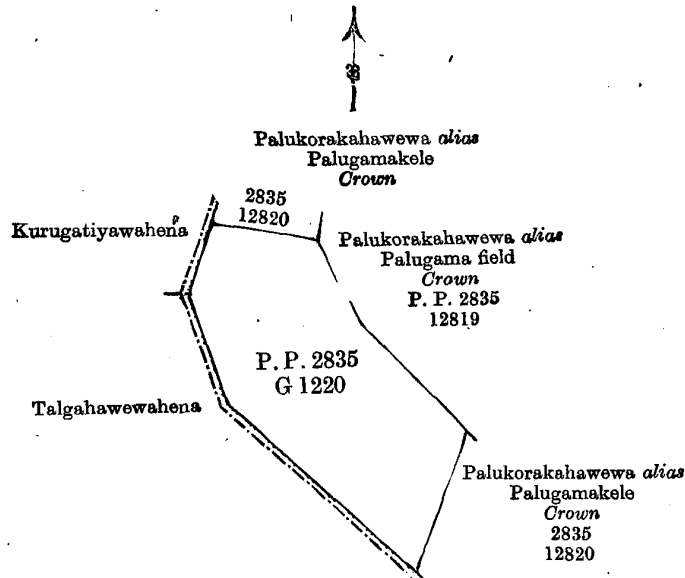 Palukorakahawewa alias
Palugamakele
Crown
2835
12820
Kurugatiyawahena
Palukorakahawewa alias
Palugama field
Crown
P. P. 2835
12819
P. P. 2835
G 1220
Talgahawewahena
Palukorakahawewa alias
Palugamakele
Crown
2835
12820